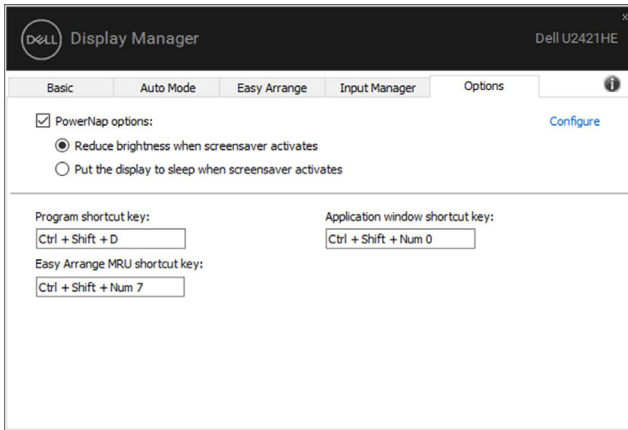 DELL Display Manager
Dell U2421HE
x
Basic Auto Mode Easy Arrange Input Manager Options
PowerNap options:
Configure
Reduce brightness when screensaver activates
Put the display to sleep when screensaver activates
Program shortcut key:
Application window shortcut key:
Ctrl + Shift + D
Ctrl + Shift + Num 0
Easy Arrange MRU shortcut key:
Ctrl + Shift + Num 7